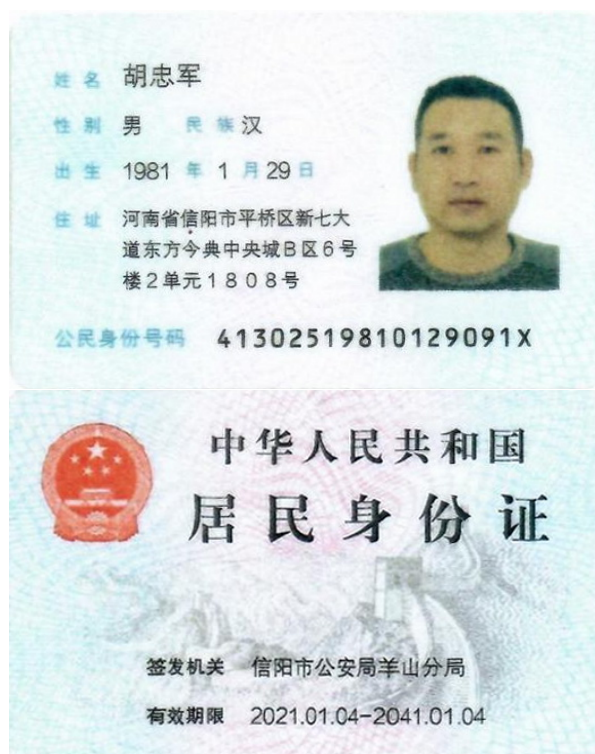 姓名 胡忠军
性别 男 民族 汉
出生 1981 年 1 月 29 日
住址 河南省信阳市平桥区新七大
道东方今典中央城B区6号
楼2单元1808号
公民身份号码 41302519810129091X
中华人民共和国
居民身份证
签发机关 信阳市公安局羊山分局
有效期限 2021.01.04-2041.01.04